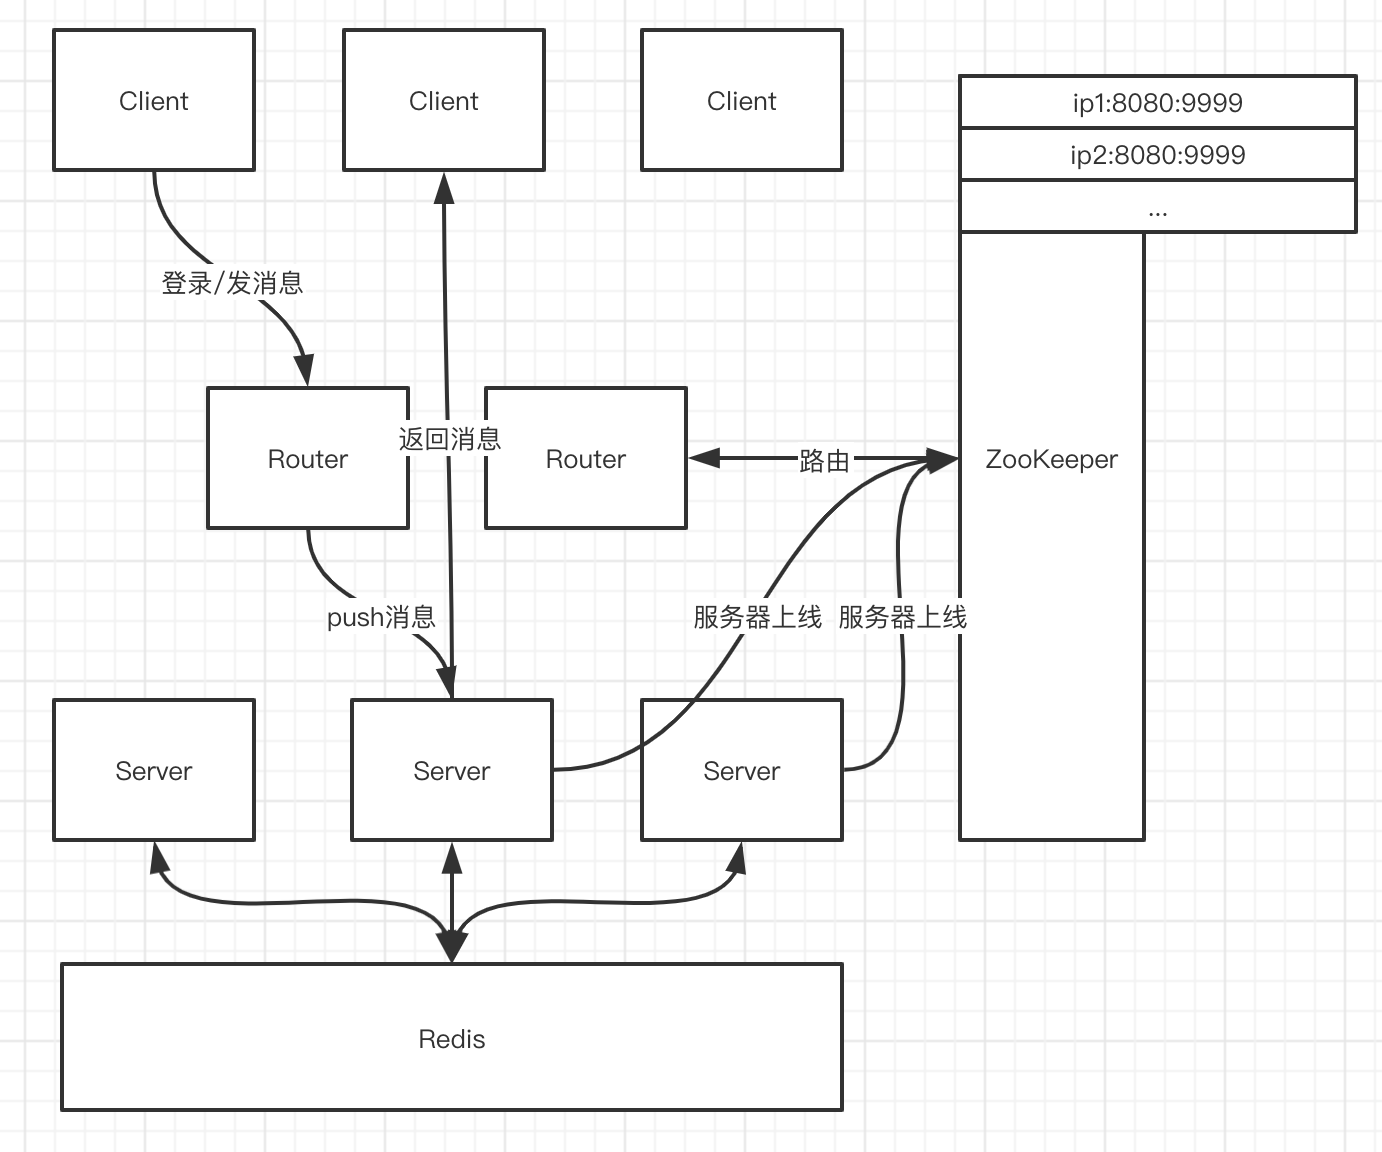 Client
Client
Client
ip1:8080:9999
ip2:8080:9999
...
登录/发消息
Router
返回消息
Router
路由
ZooKeeper
push消息
服务器上线
服务器上线
Server
Server
Server
Redis